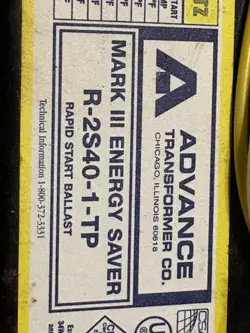 ADVANCE
TRANSFORMER CO.
CHICAGO, ILLINOIS 60618
MARK III ENERGY SAVER
R-2S40-1-TP
RAPID START BALLAST
Technical Information 1-800-372-3331
START